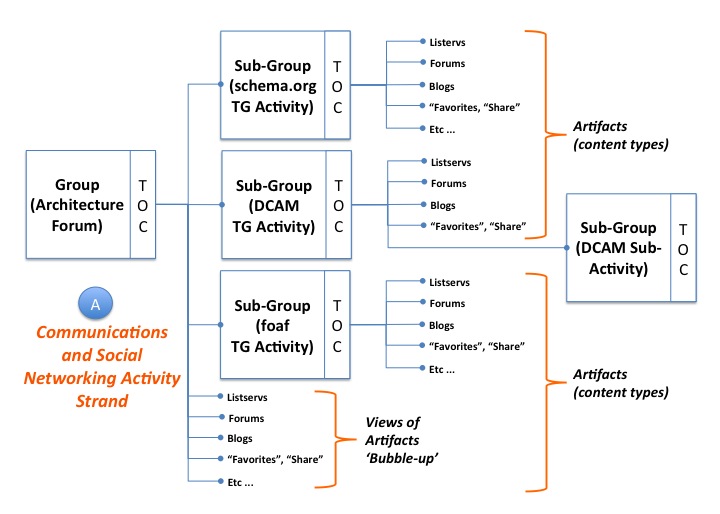 Group
(Architecture
Forum)
T
O
C
A
Communications
and Social
Networking Activity
Strand
Sub-Group
(schema.org
TG Activity)
T
O
C
Listervs
Forums
Blogs
“Favorites, “Share”
Etc ...
Sub-Group
(DCAM
TG Activity)
T
O
C
Listservs
Forums
Blogs
“Favorites”, “Share”
Artifacts
(content types)
Sub-Group
(DCAM Sub-
Activity)
T
O
C
Sub-Group
(foaf
TG Activity)
T
O
C
Listservs
Forums
Blogs
“Favorites”, “Share”
Etc ...
Artifacts
(content types)
Listservs
Forums
Blogs
“Favorites”, “Share”
Etc ...
Views of
Artifacts
‘Bubble-up’